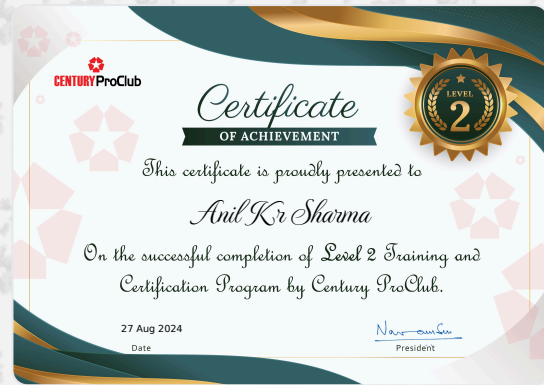 CENTURY ProClub
LEVEL
2
Certificate
OF ACHIEVEMENT
This certificate is proudly presented to
Anil Kr Sharma
On the successful completion of Level 2 Training and
Certification Program by Century ProClub.
27 Aug 2024
Date
President